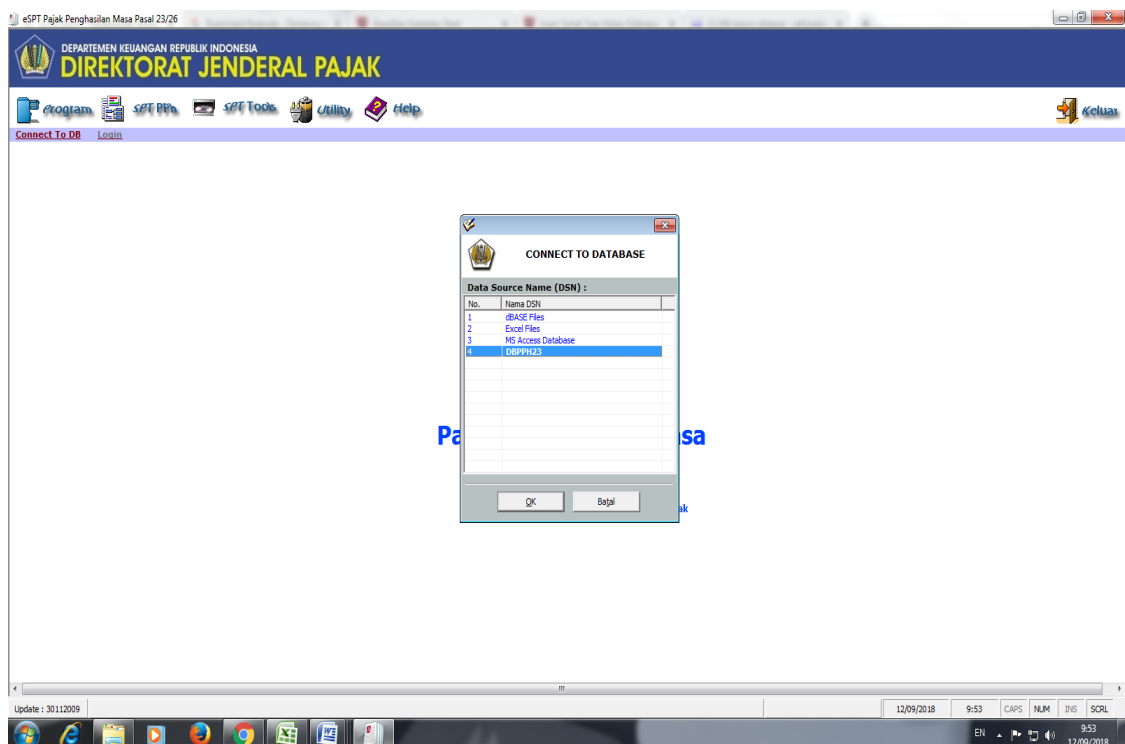 eSPT Pajak Penghasilan Masa Pasal 23/26
DEPARTEMEN KEUANGAN REPUBLIK INDONESIA
DIREKTORAT JENDERAL PAJAK
Program SPT PPh SPT Tools Utility Help Keluar
Connect To DB Login
CONNECT TO DATABASE
Data Source Name (DSN) :
No. Nama DSN
1 dBASE Files
2 Excel Files
3 MS Access Database
4 DBPPH23
Pa sa
OK Batal
ak
Update : 30112009 12/09/2018 9:53 CAPS NUM INS SCRL
EN 9:53
12/09/2018